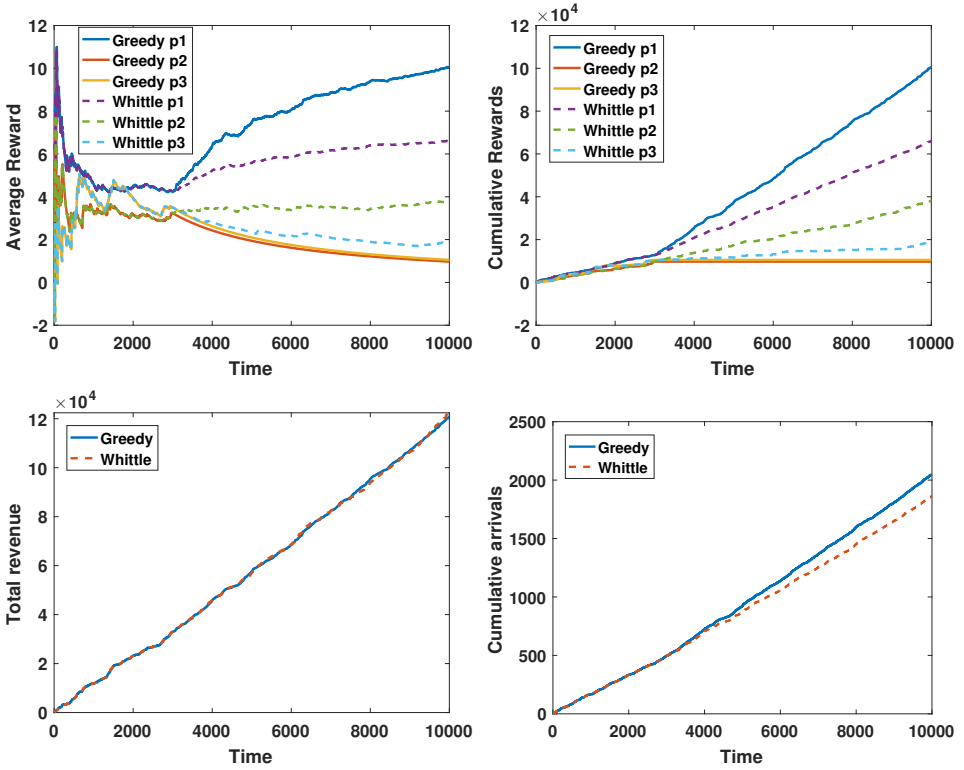 12
10
8
6
4
2
0
-2
Average Reward
Greedy p1
Greedy p2
Greedy p3
Whittle p1
Whittle p2
Whittle p3
0 2000 4000 6000 8000 10000
Time
× 10^4
12
10
8
6
4
2
0
-2
Cumulative Rewards
Greedy p1
Greedy p2
Greedy p3
Whittle p1
Whittle p2
Whittle p3
0 2000 4000 6000 8000 10000
Time
× 10^4
12
10
8
6
4
2
0
Total revenue
Greedy
Whittle
0 2000 4000 6000 8000 10000
Time
2500
2000
1500
1000
500
0
Cumulative arrivals
Greedy
Whittle
0 2000 4000 6000 8000 10000
Time